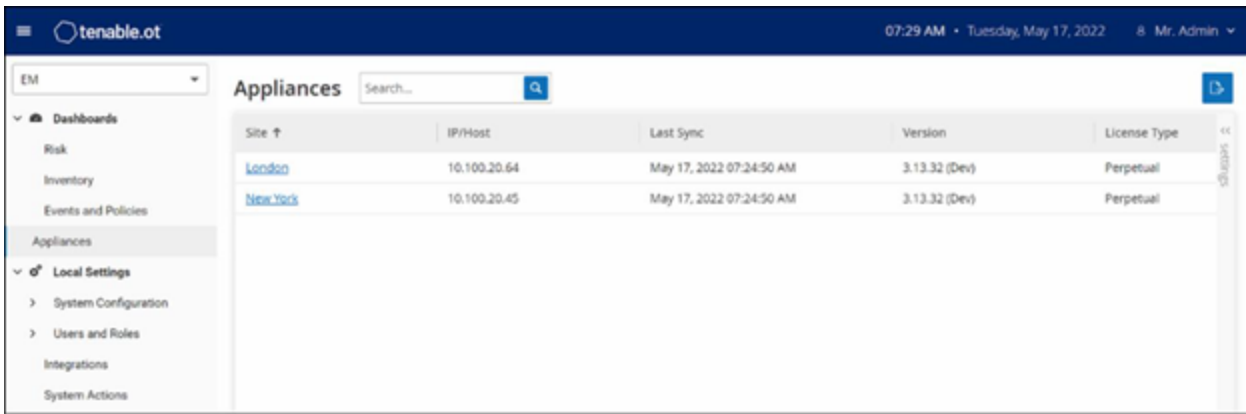 tenable.ot
07:29 AM • Tuesday, May 17, 2022 Mr. Admin
EM
Dashboards
Risk
Inventory
Events and Policies
Appliances
Local Settings
System Configuration
Users and Roles
Integrations
System Actions
Appliances Search...
Site ↑ IP/Host Last Sync Version License Type
London 10.100.20.64 May 17, 2022 07:24:50 AM 3.13.32 (Dev) Perpetual
New York 10.100.20.45 May 17, 2022 07:24:50 AM 3.13.32 (Dev) Perpetual
settings